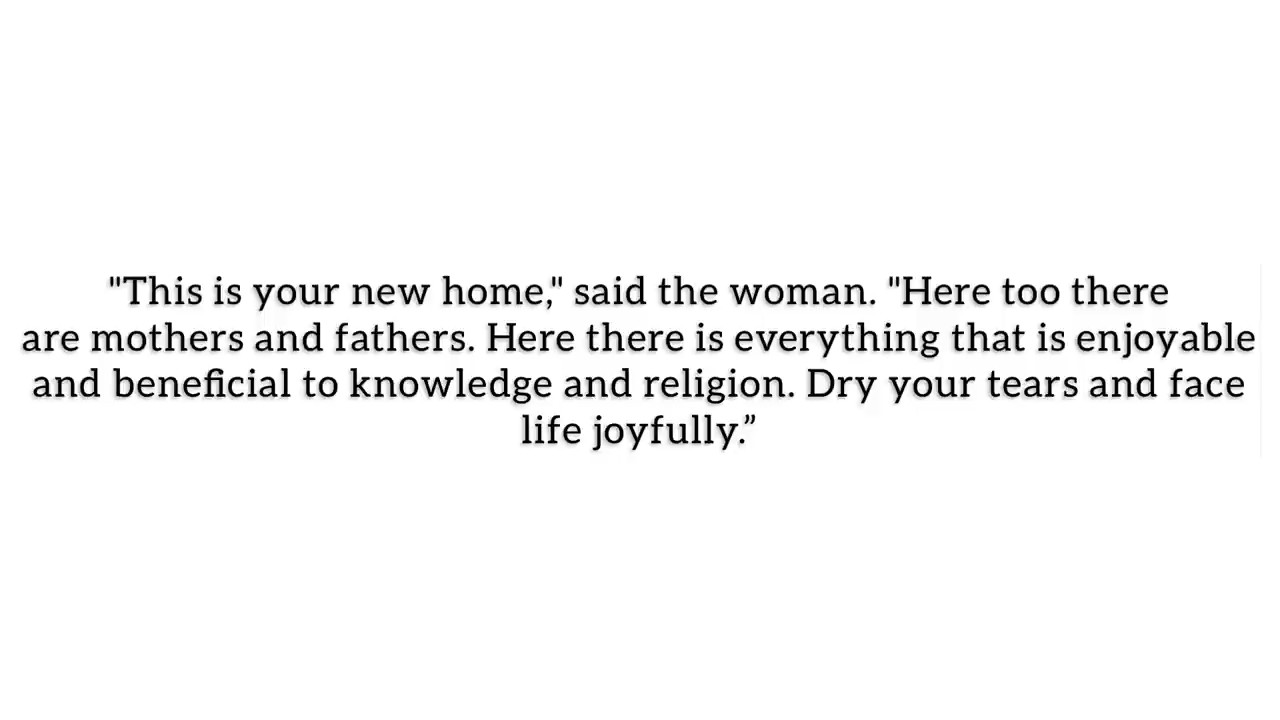 "This is your new home," said the woman. "Here too there
are mothers and fathers. Here there is everything that is enjoyable
and beneficial to knowledge and religion. Dry your tears and face
life joyfully.”